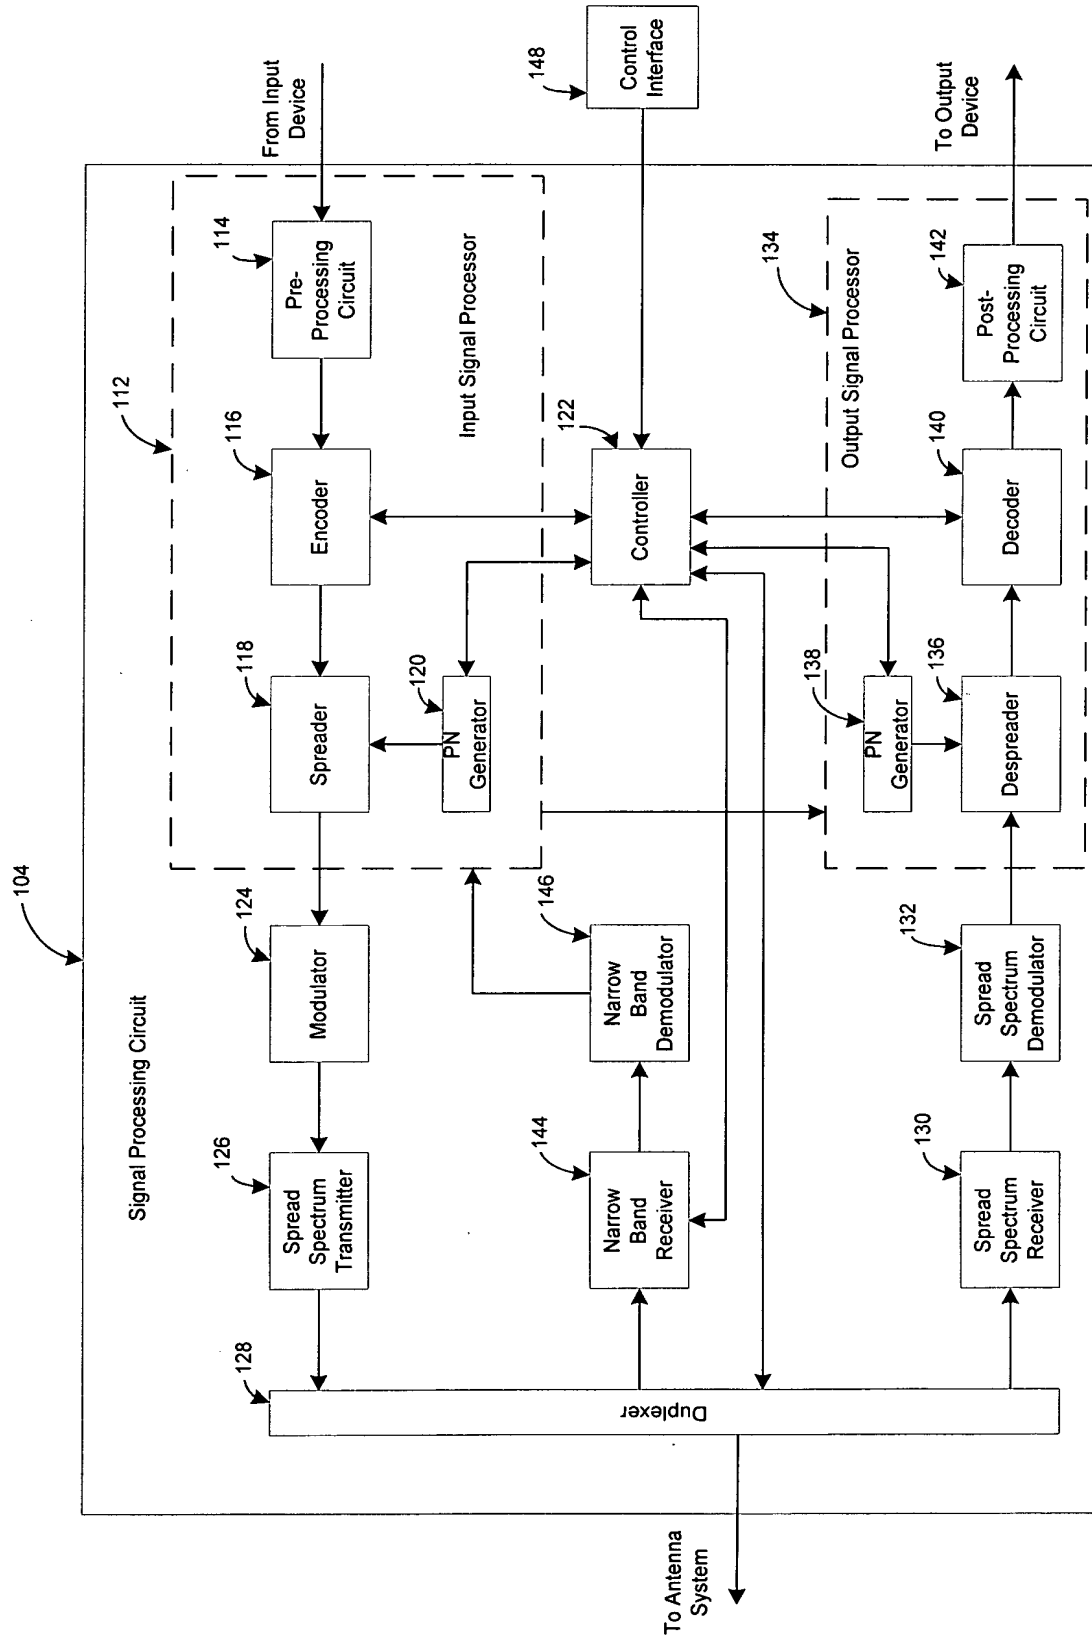 104
Signal Processing Circuit
From Input
Device
112
114
Pre-
Processing
Circuit
116
Encoder
118
Spreader
120
PN
Generator
Input Signal Processor
124
Modulator
126
Spread
Spectrum
Transmitter
128
Duplexer
To Antenna
System
148
Control
Interface
122
Controller
146
Narrow
Band
Demodulator
144
Narrow
Band
Receiver
134
Output Signal Processor
138
PN
Generator
136
Despreader
140
Decoder
142
Post-
Processing
Circuit
To Output
Device
132
Spread
Spectrum
Demodulator
130
Spread
Spectrum
Receiver